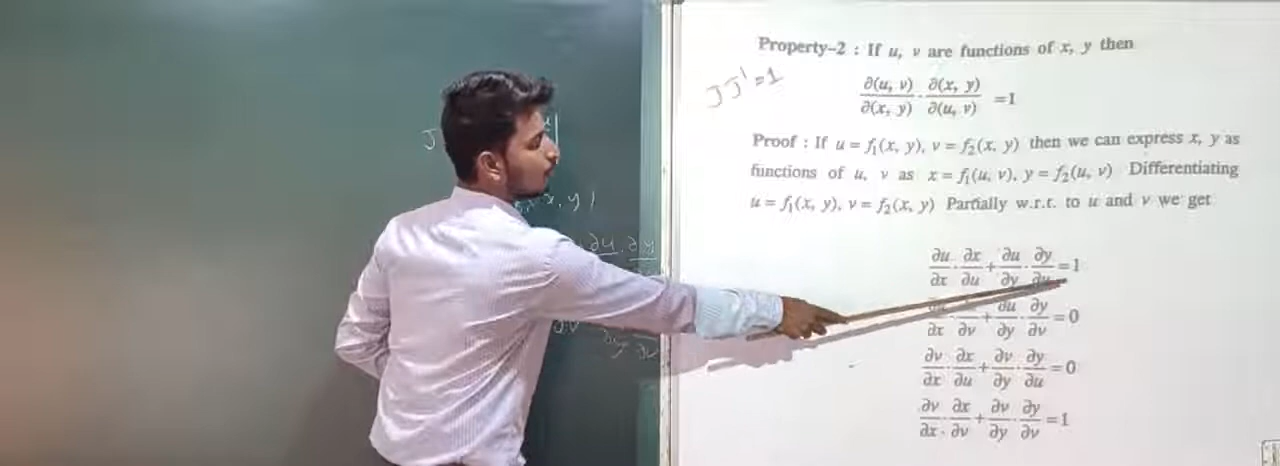 J
x, y)
∂u . ∂y
∂v
∂y ∂v
JJ' = 1
Property–2 : If u, v are functions of x, y then
∂(u, v)/∂(x, y) · ∂(x, y)/∂(u, v) = 1
Proof : If u = f₁(x, y), v = f₂(x, y) then we can express x, y as
functions of u, v as x = f₁(u, v), y = f₂(u, v) Differentiating
u = f₁(x, y), v = f₂(x, y) Partially w.r.t. to u and v we get
∂u/∂x · ∂x/∂u + ∂u/∂y · ∂y/∂u = 1
∂x/∂v + ∂u/∂y · ∂y/∂v = 0
∂v/∂x · ∂x/∂u + ∂v/∂y · ∂y/∂u = 0
∂v/∂x · ∂x/∂v + ∂v/∂y · ∂y/∂v = 1